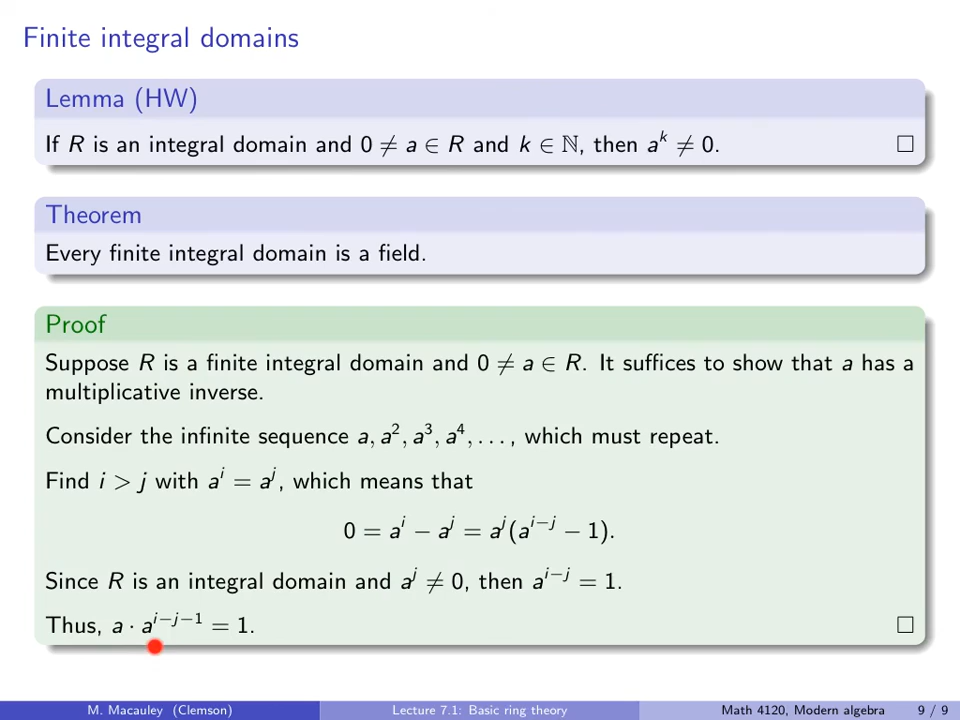 Finite integral domains
Lemma (HW)
If R is an integral domain and 0 ≠ a ∈ R and k ∈ ℕ, then a^k ≠ 0. □
Theorem
Every finite integral domain is a field.
Proof
Suppose R is a finite integral domain and 0 ≠ a ∈ R. It suffices to show that a has a
multiplicative inverse.
Consider the infinite sequence a, a^2, a^3, a^4, . . . , which must repeat.
Find i > j with a^i = a^j, which means that
0 = a^i − a^j = a^j(a^{i−j} − 1).
Since R is an integral domain and a^j ≠ 0, then a^{i−j} = 1.
Thus, a · a^{i−j−1} = 1. □
M. Macauley (Clemson) Lecture 7.1: Basic ring theory Math 4120, Modern algebra 9 / 9